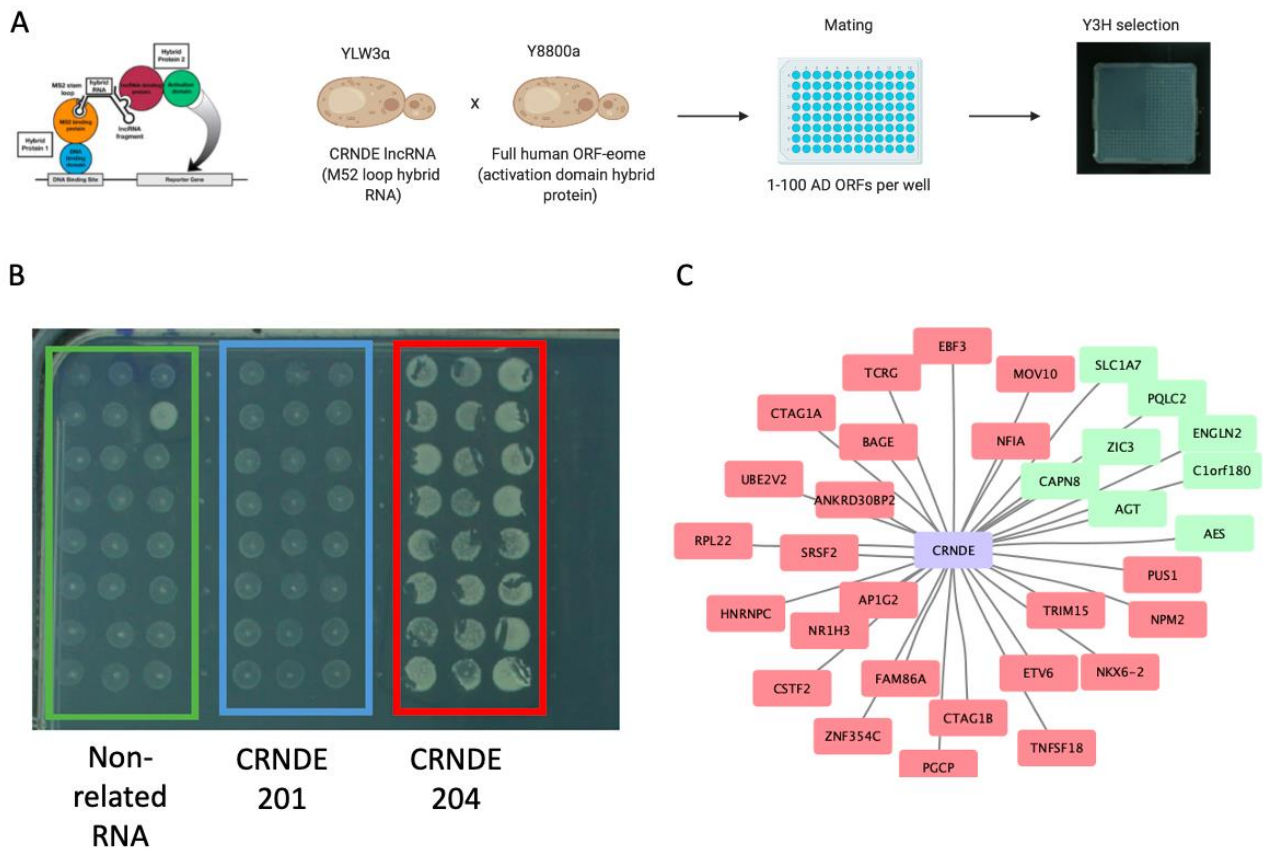 A
Hybrid
Protein 2
MS2 stem
loop
hybrid
RNA
lncRNA binding
protein
Activation
domain
MS2 binding
protein
lncRNA
fragment
Hybrid
Protein 1
DNA
binding
domain
DNA Binding Site
Reporter Gene
YLW3α
x
Y8800a
CRNDE lncRNA
(M52 loop hybrid
RNA)
Full human ORF-eome
(activation domain hybrid
protein)
Mating
1-100 AD ORFs per well
Y3H selection
B
Non-
related
RNA
CRNDE
201
CRNDE
204
C
EBF3
TCRG
MOV10
SLC1A7
PQLC2
CTAG1A
BAGE
NFIA
ZIC3
ENGLN2
UBE2V2
ANKRD30BP2
CAPN8
C1orf180
AGT
RPL22
SRSF2
CRNDE
AES
PUS1
HNRNPC
AP1G2
NR1H3
TRIM15
NPM2
CSTF2
FAM86A
ETV6
NKX6-2
ZNF354C
CTAG1B
TNFSF18
PGCP